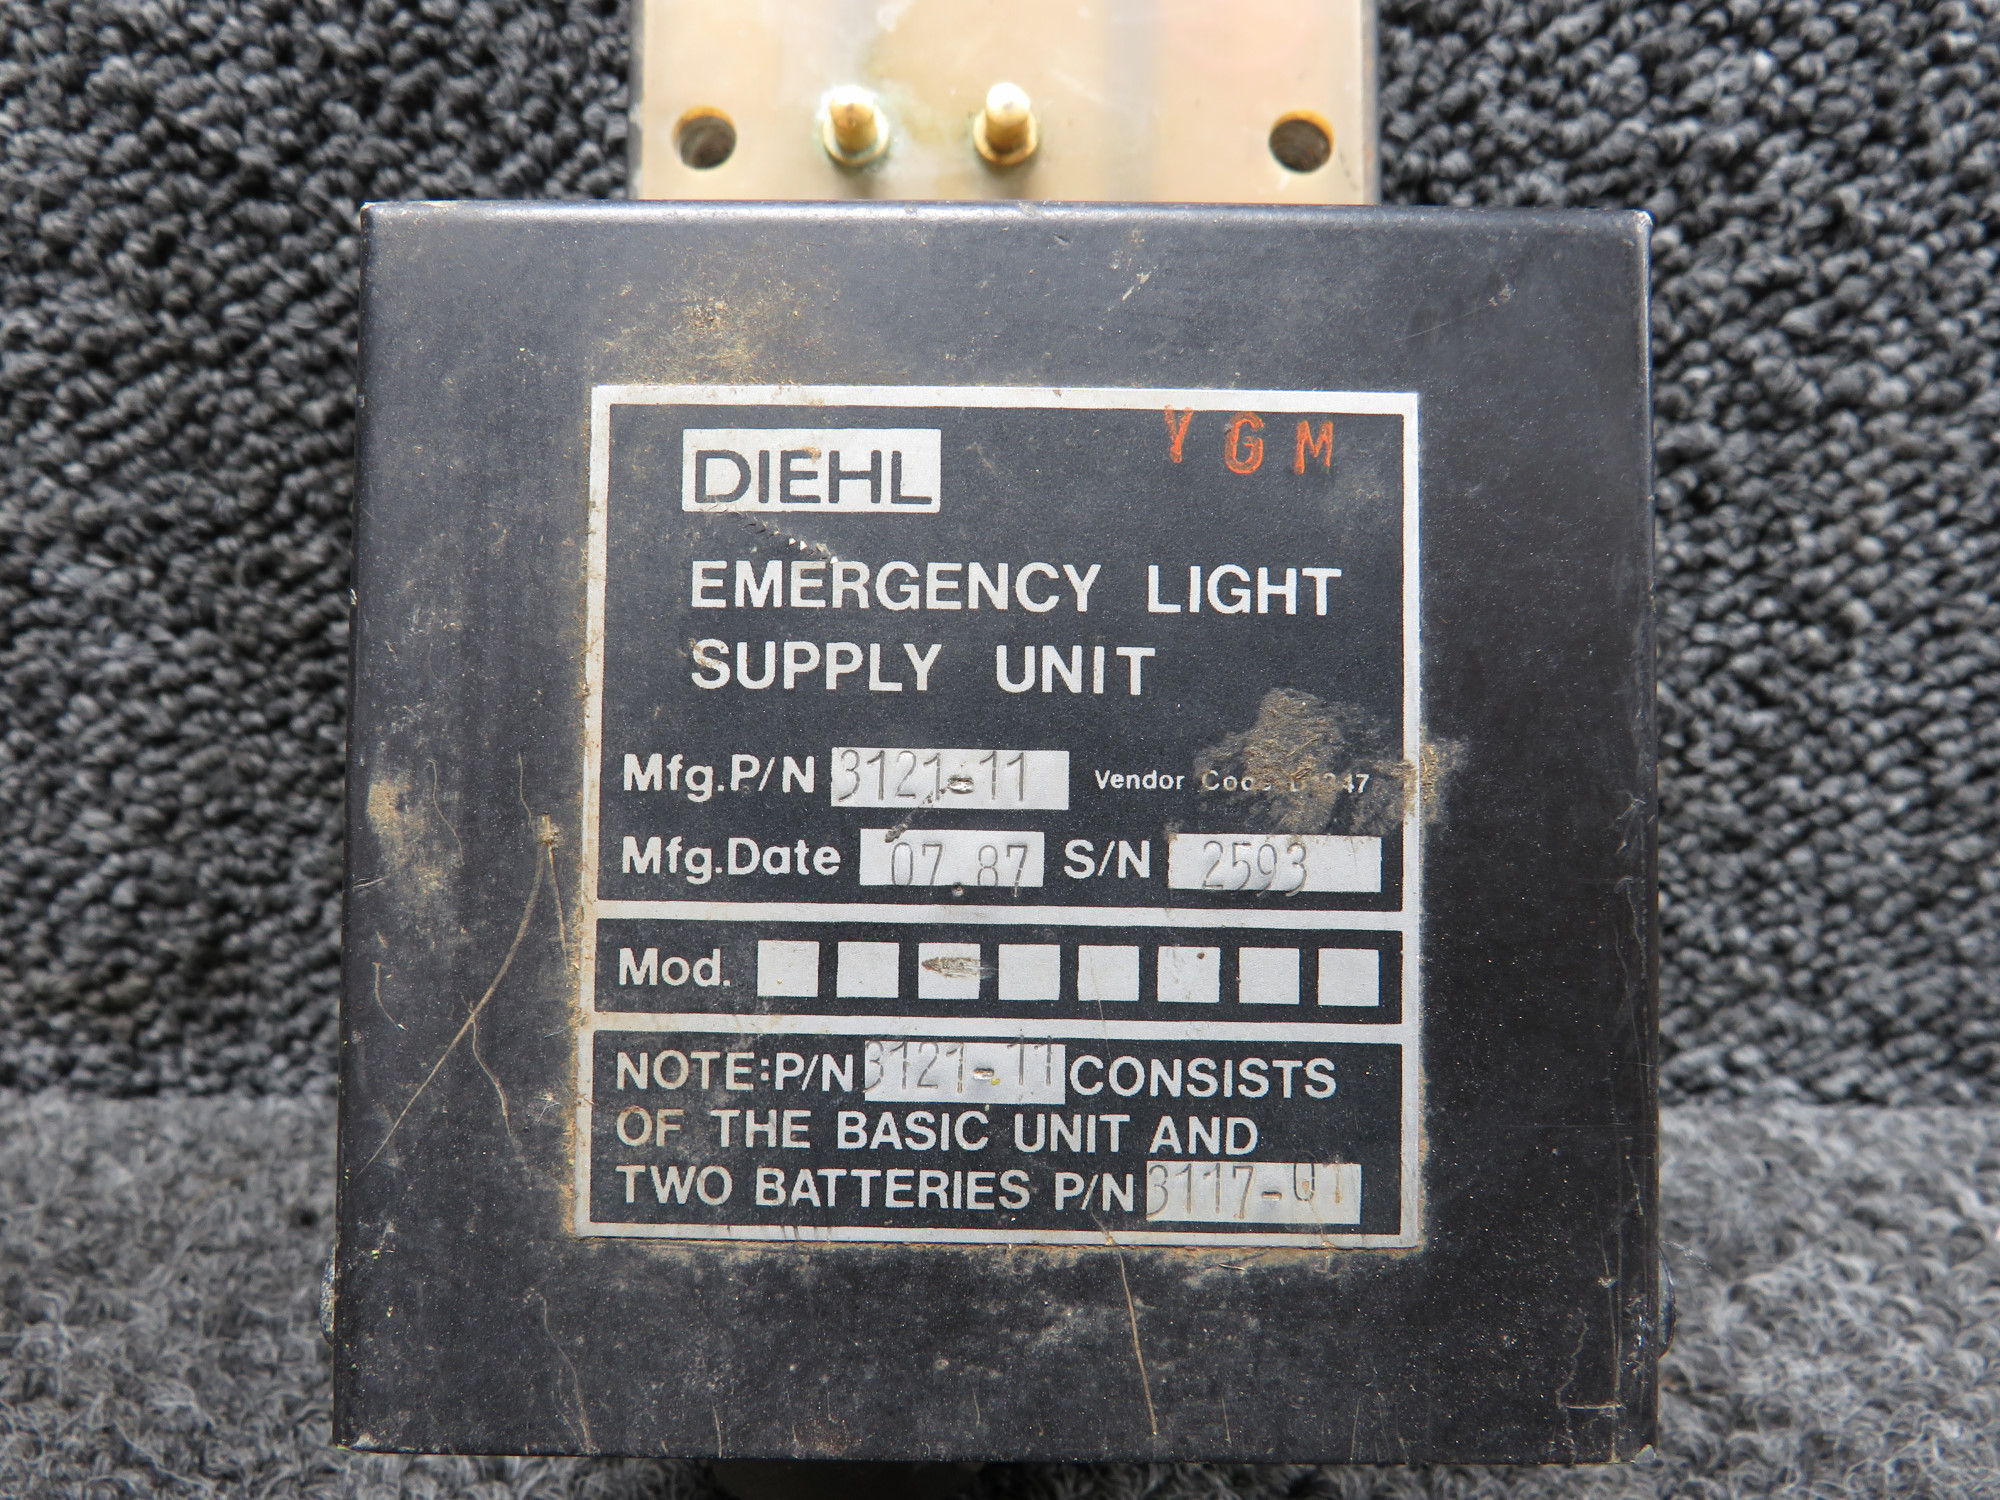 YGM
DIEHL
EMERGENCY LIGHT
SUPPLY UNIT
Mfg.P/N 3121-11 Vendor
Mfg.Date 07.87 S/N 2593
Mod.
NOTE:P/N 3121-11 CONSISTS
OF THE BASIC UNIT AND
TWO BATTERIES P/N 3117-01